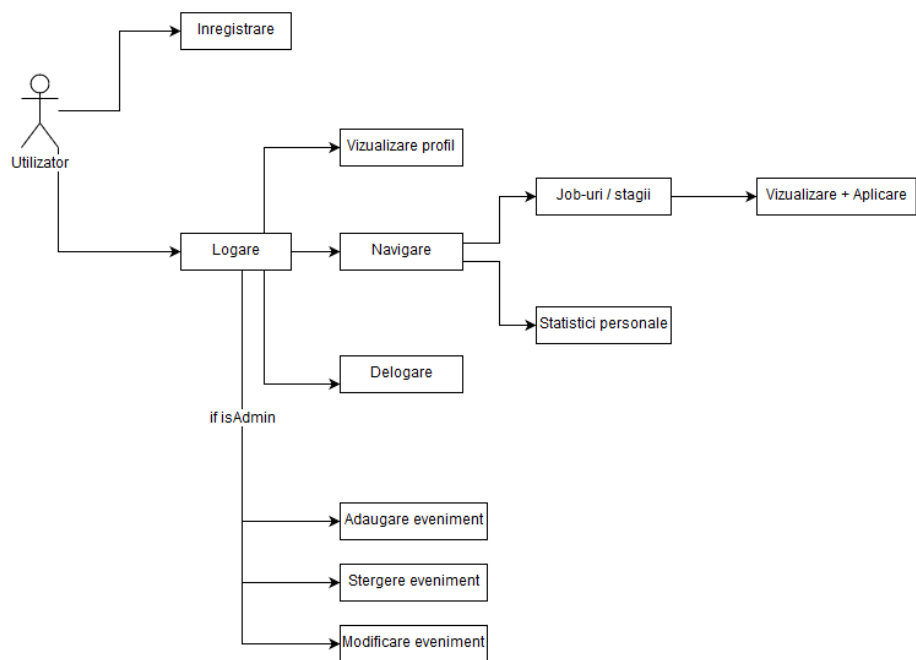 Inregistrare
Utilizator
Vizualizare profil
Job-uri / stagii
Vizualizare + Aplicare
Logare
Navigare
Statistici personale
Delogare
if isAdmin
Adaugare eveniment
Stergere eveniment
Modificare eveniment